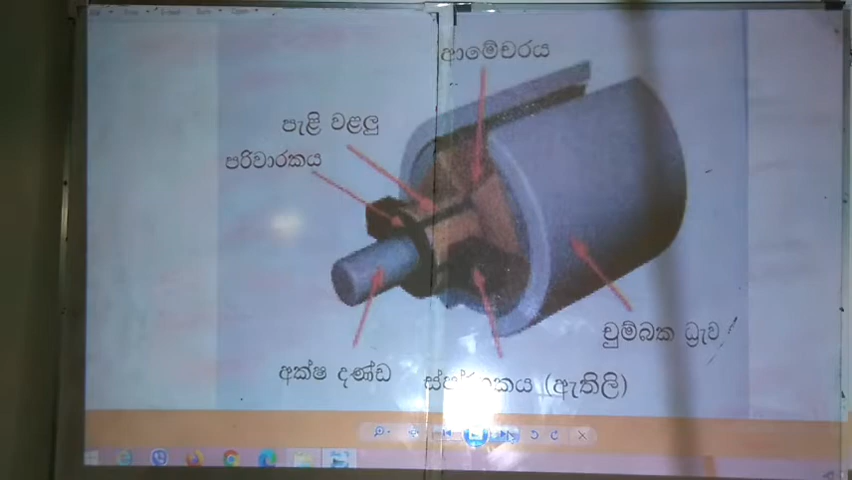 ආමේචරය
පැළි වළලු
පරිවාරකය
චුම්බක ධ්‍රැව
අක්ෂ දණ්ඩ
(ඇතිලි)